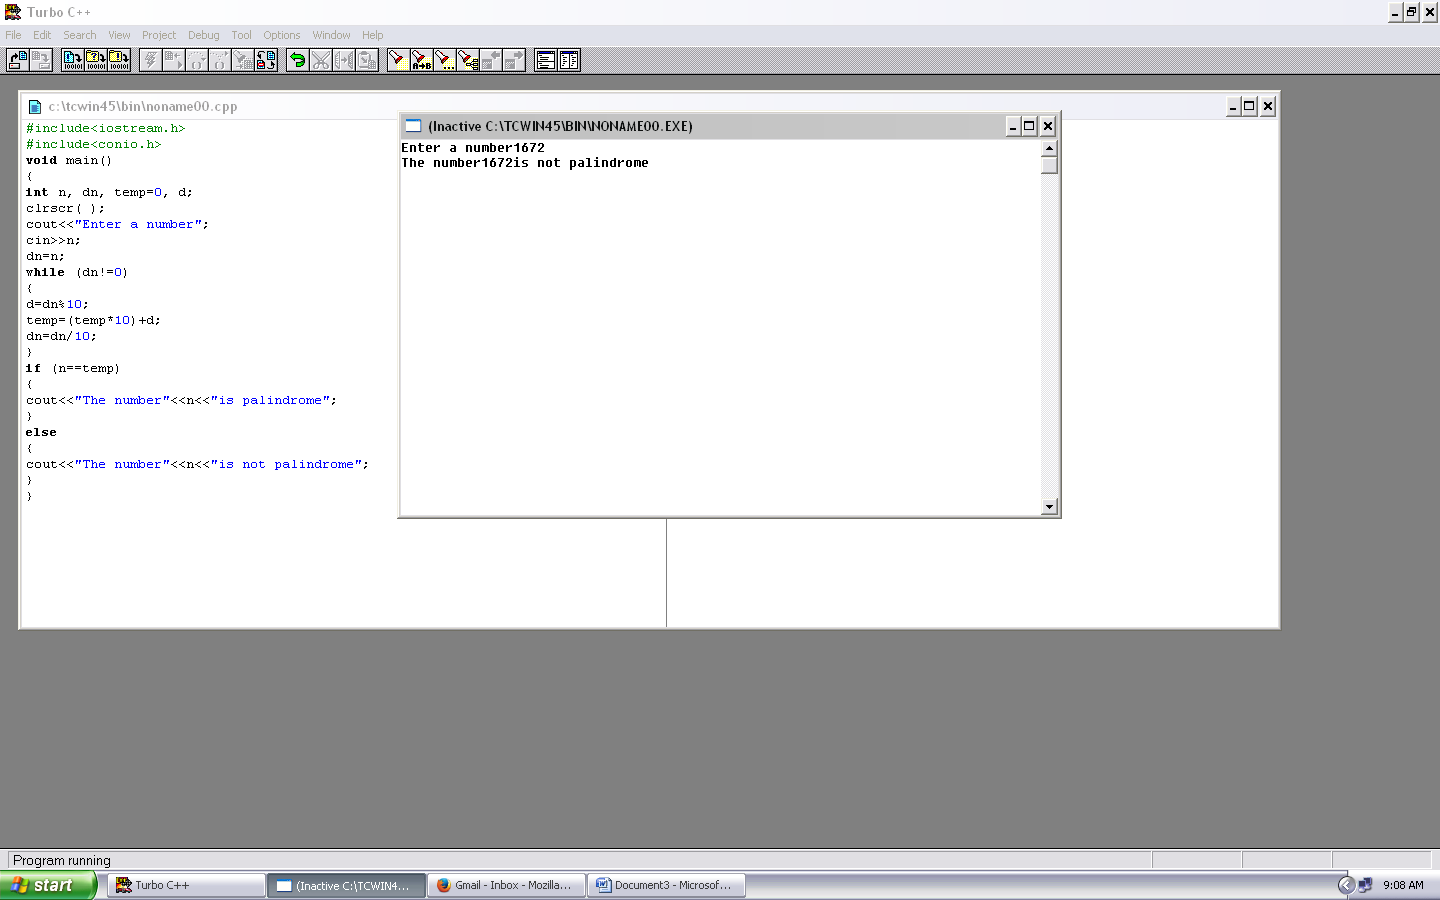 Turbo C++
File Edit Search View Project Debug Tool Options Window Help
c:\tcwin45\bin\noname00.cpp
#include<iostream.h>
#include<conio.h>
void main()
{
int n, dn, temp=0, d;
clrscr( );
cout<<"Enter a number";
cin>>n;
dn=n;
while (dn!=0)
{
d=dn%10;
temp=(temp*10)+d;
dn=dn/10;
}
if (n==temp)
{
cout<<"The number"<<n<<"is palindrome";
}
else
{
cout<<"The number"<<n<<"is not palindrome";
}
}
(Inactive C:\TCWIN45\BIN\NONAME00.EXE)
Enter a number1672
The number1672is not palindrome
Program running
start Turbo C++ (Inactive C:\TCWIN4... Gmail - Inbox - Mozilla... Document3 - Microsof... 9:08 AM